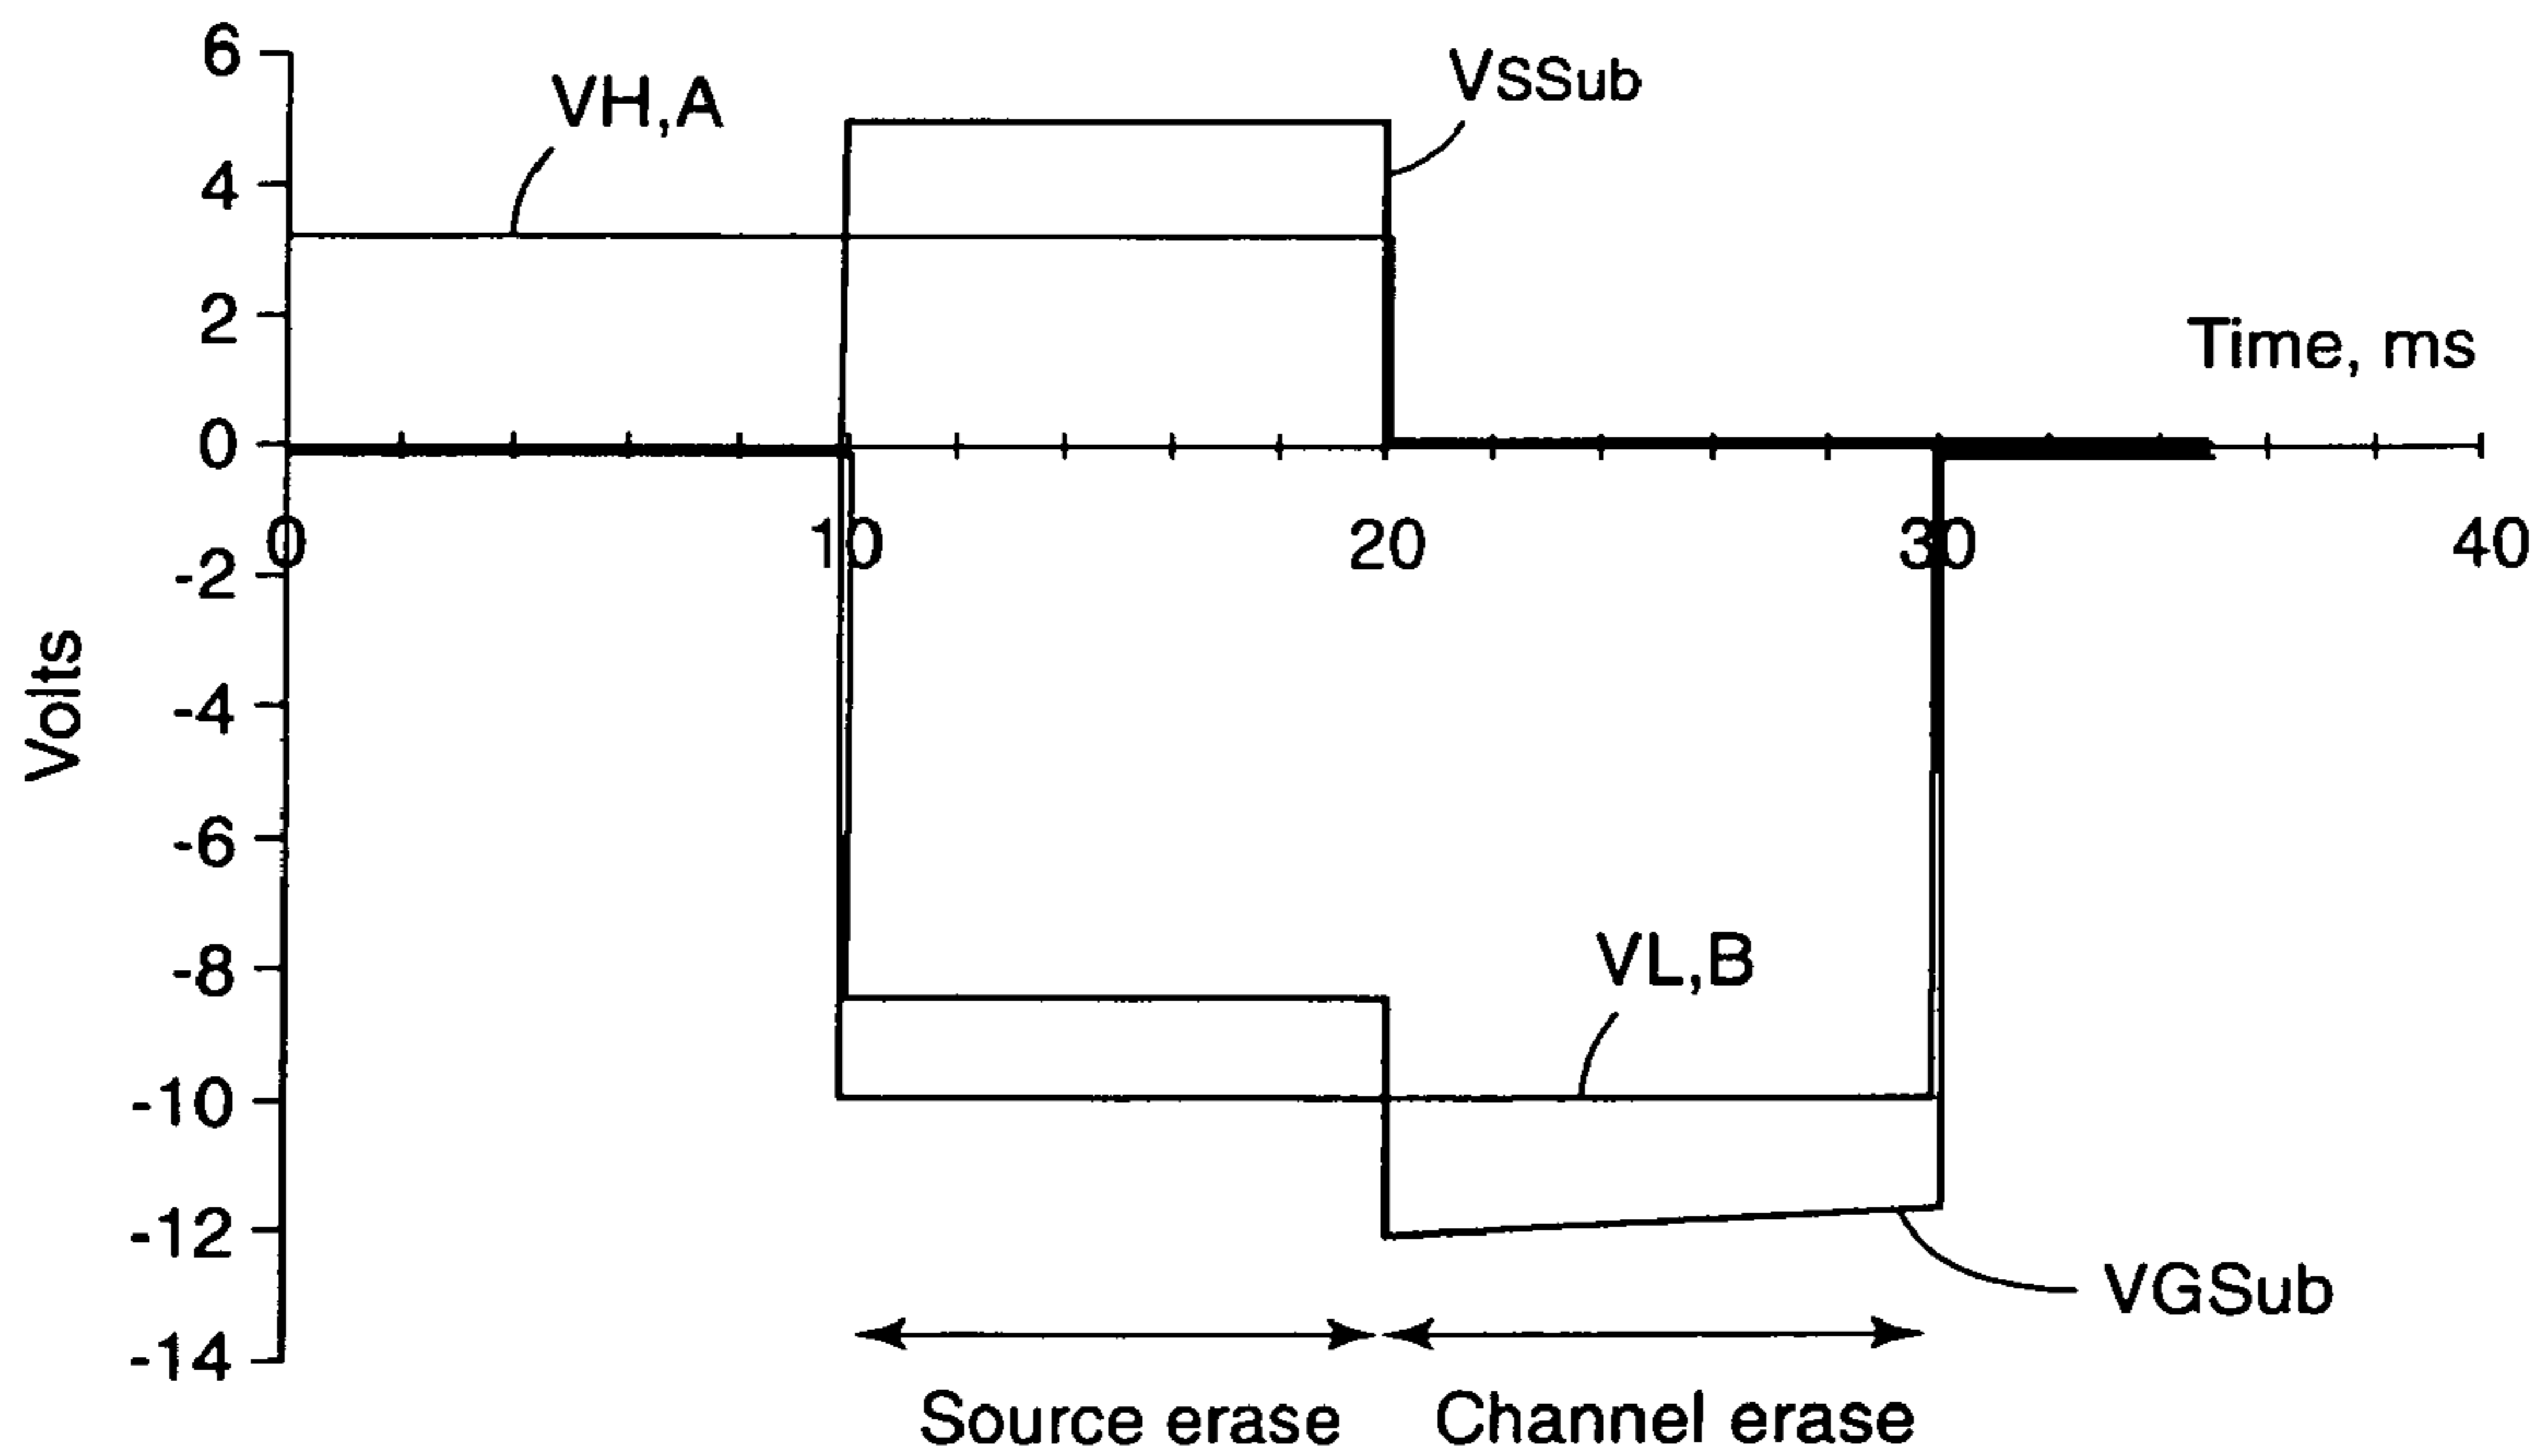 6
VSSub
VH,A
4
2
Time, ms
0
0
10
20
30
40
-2
Volts
-4
-6
-8
VL,B
-10
-12
VGSub
-14
Source erase
Channel erase